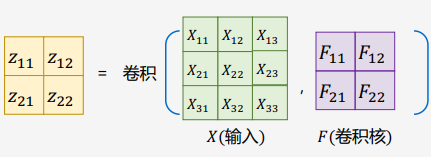 z11 z12
z21 z22
= 卷积
X11 X12 X13
X21 X22 X23
X31 X32 X33
,
F11 F12
F21 F22
X(输入)
F(卷积核)